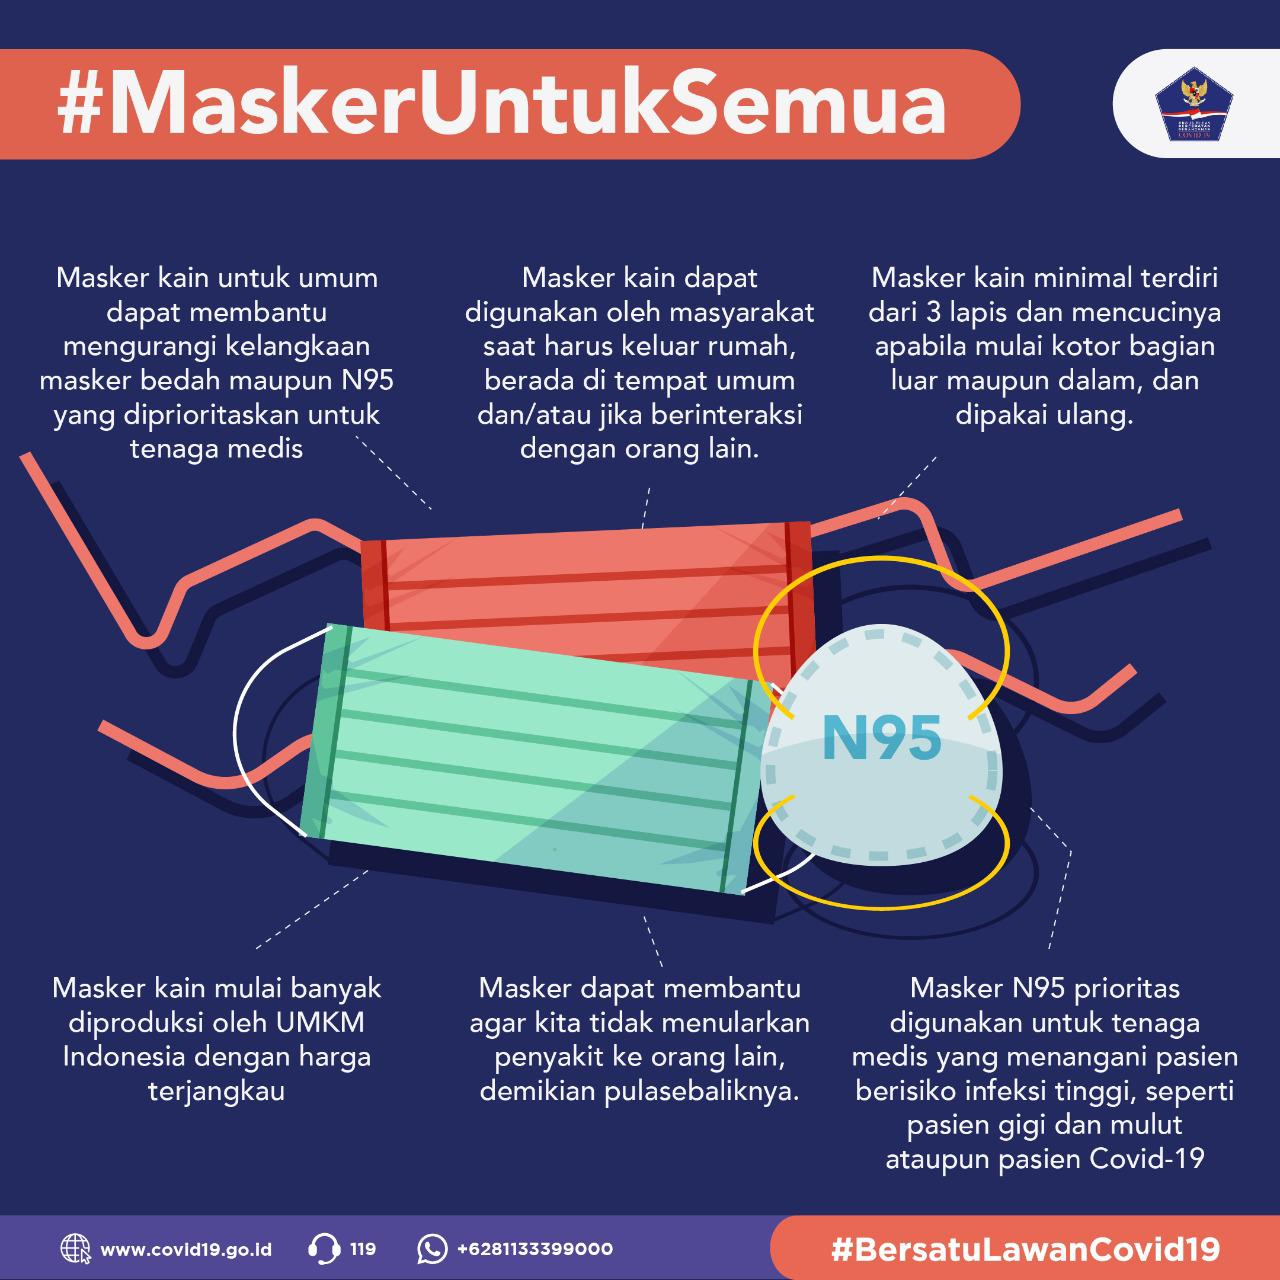 #MaskerUntukSemua
Masker kain untuk umum
dapat membantu
mengurangi kelangkaan
masker bedah maupun N95
yang diprioritaskan untuk
tenaga medis
Masker kain dapat
digunakan oleh masyarakat
saat harus keluar rumah,
berada di tempat umum
dan/atau jika berinteraksi
dengan orang lain.
Masker kain minimal terdiri
dari 3 lapis dan mencucinya
apabila mulai kotor bagian
luar maupun dalam, dan
dipakai ulang.
N95
Masker kain mulai banyak
diproduksi oleh UMKM
Indonesia dengan harga
terjangkau
Masker dapat membantu
agar kita tidak menularkan
penyakit ke orang lain,
demikian pulasebaliknya.
Masker N95 prioritas
digunakan untuk tenaga
medis yang menangani pasien
berisiko infeksi tinggi, seperti
pasien gigi dan mulut
ataupun pasien Covid-19
www.covid19.go.id
119
+6281133399000
#BersatuLawanCovid19